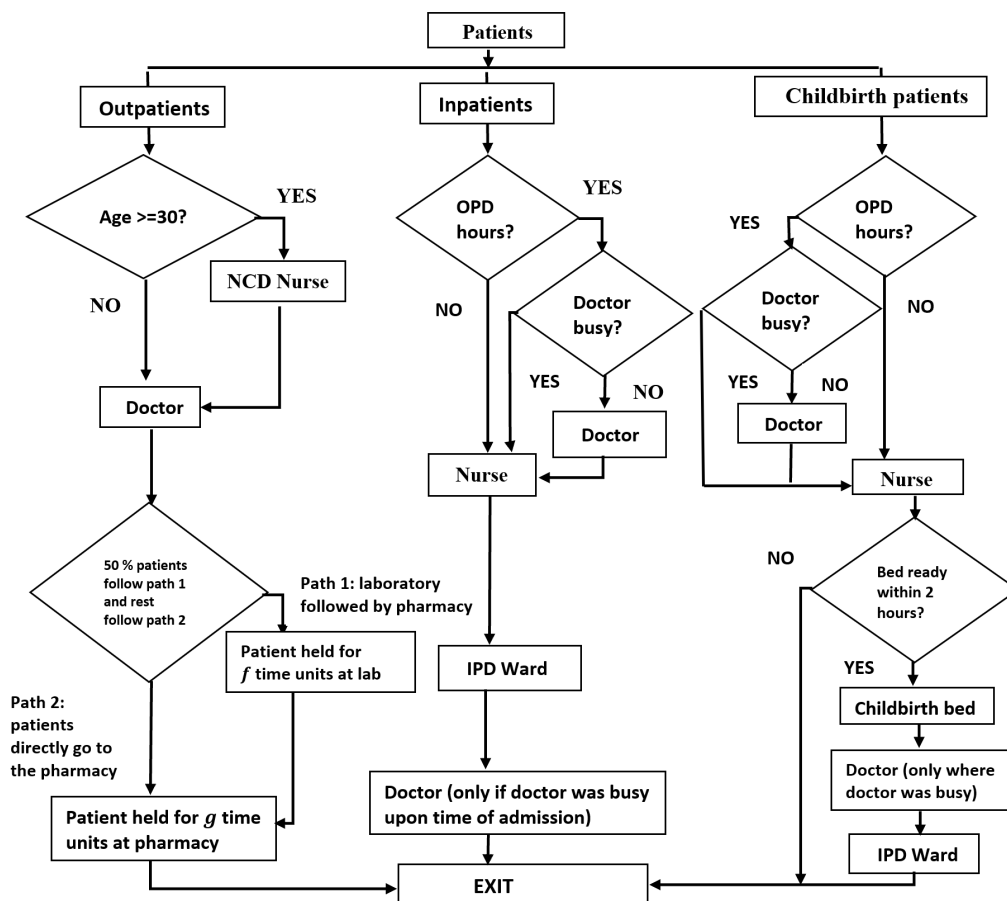 Patients
Outpatients
Inpatients
Childbirth patients
Age >=30?
YES
NO
NCD Nurse
Doctor
50 % patients
follow path 1
and rest
follow path 2
Path 1: laboratory
followed by pharmacy
Patient held for
f time units at lab
Path 2:
patients
directly go to
the pharmacy
Patient held for g time
units at pharmacy
OPD
hours?
YES
NO
Doctor
busy?
YES
NO
Doctor
Nurse
IPD Ward
Doctor (only if doctor was busy
upon time of admission)
EXIT
OPD
hours?
YES
NO
Doctor
busy?
YES
NO
Doctor
Nurse
Bed ready
within 2
hours?
NO
YES
Childbirth bed
Doctor (only where
doctor was busy)
IPD Ward